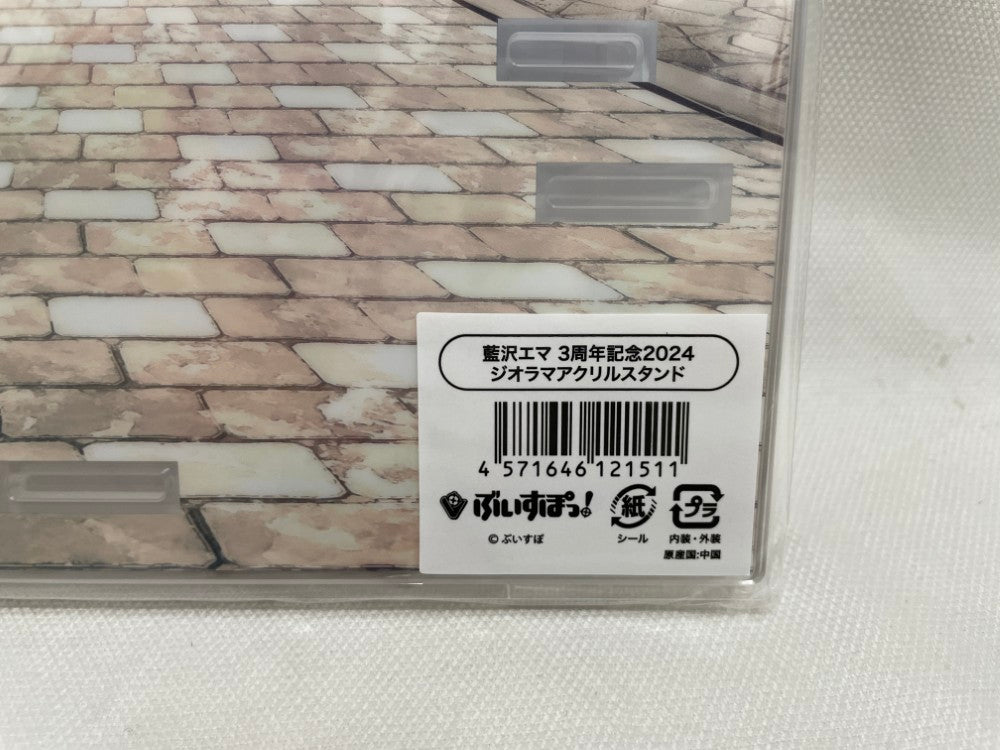 藍沢エマ 3周年記念2024
ジオラマアクリルスタンド
4 571646 121511
ぶいすぽっ!
© ぶいすぽ
紙
シール
プラ
内装・外装
原産国:中国